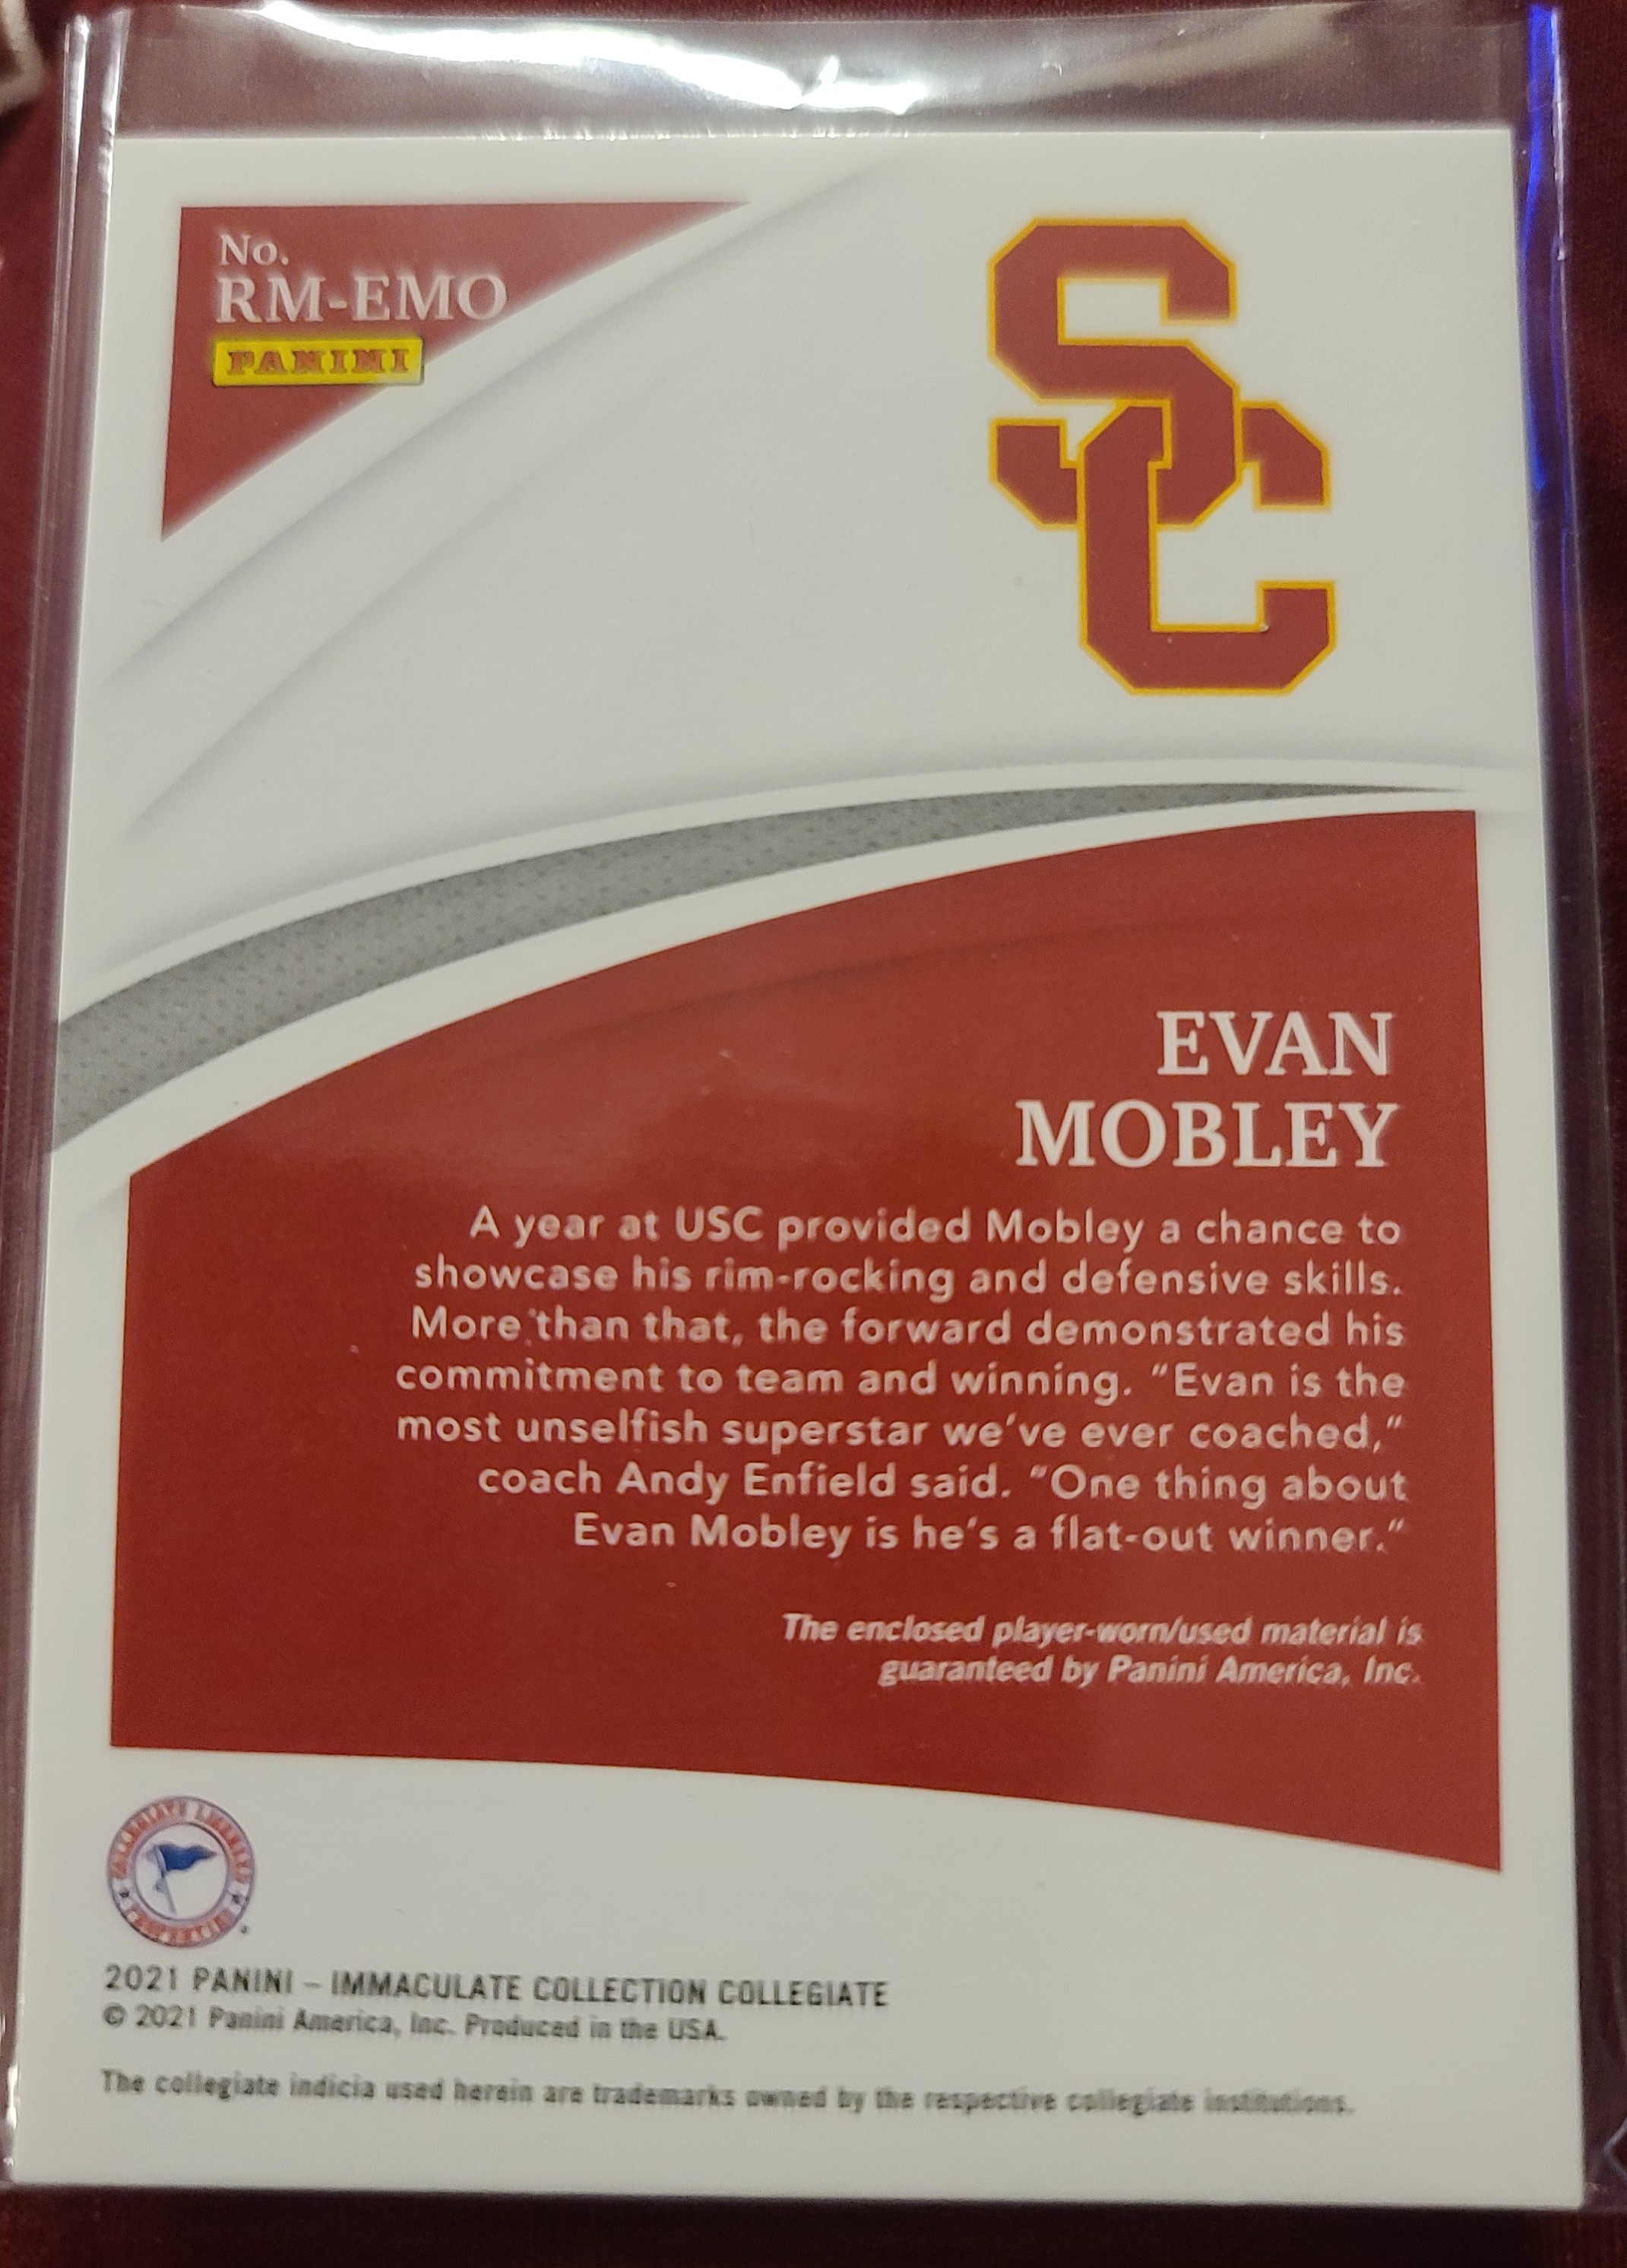 No.
RM-EMO
PANINI
SC
EVAN
MOBLEY
A year at USC provided Mobley a chance to
showcase his rim-rocking and defensive skills.
More than that, the forward demonstrated his
commitment to team and winning. “Evan is the
most unselfish superstar we’ve ever coached,”
coach Andy Enfield said. “One thing about
Evan Mobley is he’s a flat-out winner.”
The enclosed player-worn/used material is
guaranteed by Panini America, Inc.
2021 PANINI – IMMACULATE COLLECTION COLLEGIATE
© 2021 Panini America, Inc. Produced in the USA.
The collegiate indicia used herein are trademarks owned by the respective collegiate institutions.